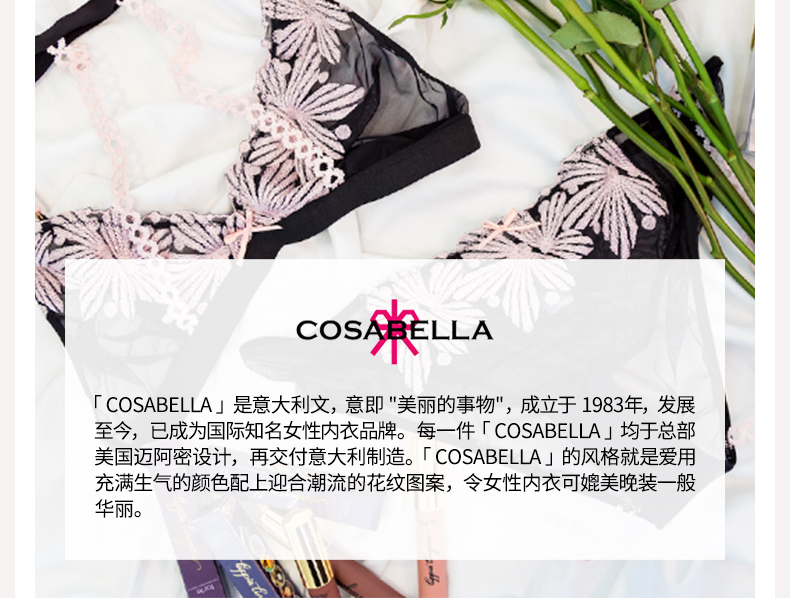 COSABELLA
「 COSABELLA 」是意大利文，意即 "美丽的事物"，成立于 1983年，发展
至今，已成为国际知名女性内衣品牌。每一件「 COSABELLA 」均于总部
美国迈阿密设计，再交付意大利制造。「 COSABELLA 」的风格就是爱用
充满生气的颜色配上迎合潮流的花纹图案，令女性内衣可媲美晚装一般
华丽。